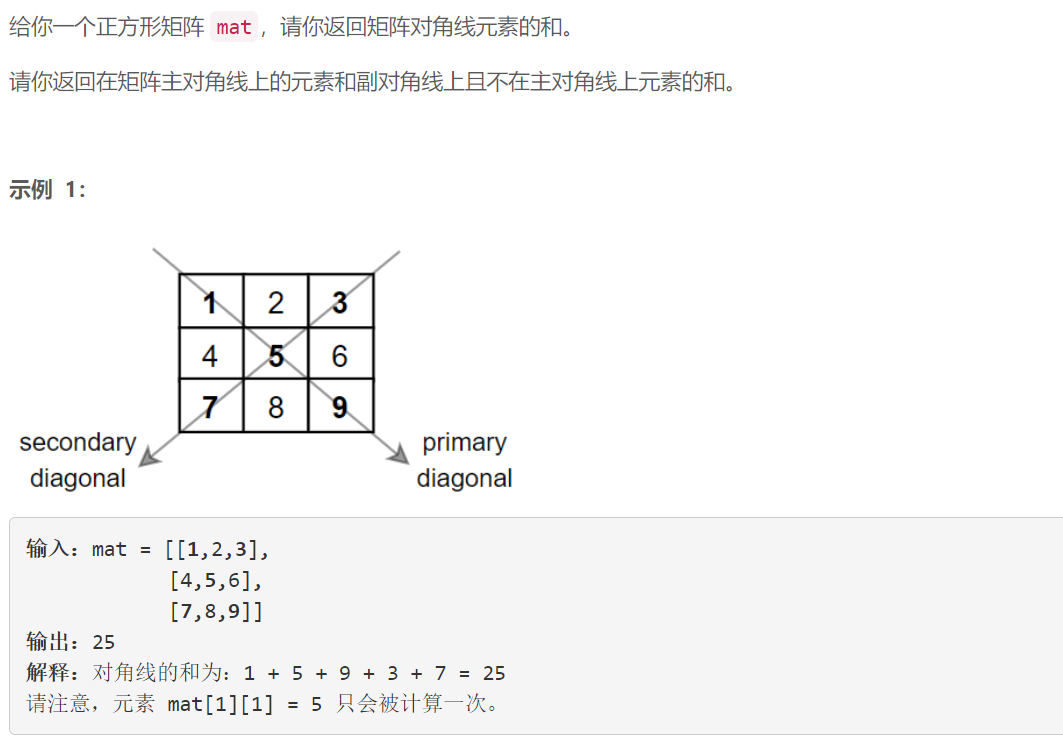 给你一个正方形矩阵 mat，请你返回矩阵对角线元素的和。
请你返回在矩阵主对角线上的元素和副对角线上且不在主对角线上元素的和。
示例 1：
1 2 3
4 5 6
7 8 9
secondary diagonal
primary diagonal
输入：mat = [[1,2,3],
[4,5,6],
[7,8,9]]
输出：25
解释：对角线的和为：1 + 5 + 9 + 3 + 7 = 25
请注意，元素 mat[1][1] = 5 只会被计算一次。